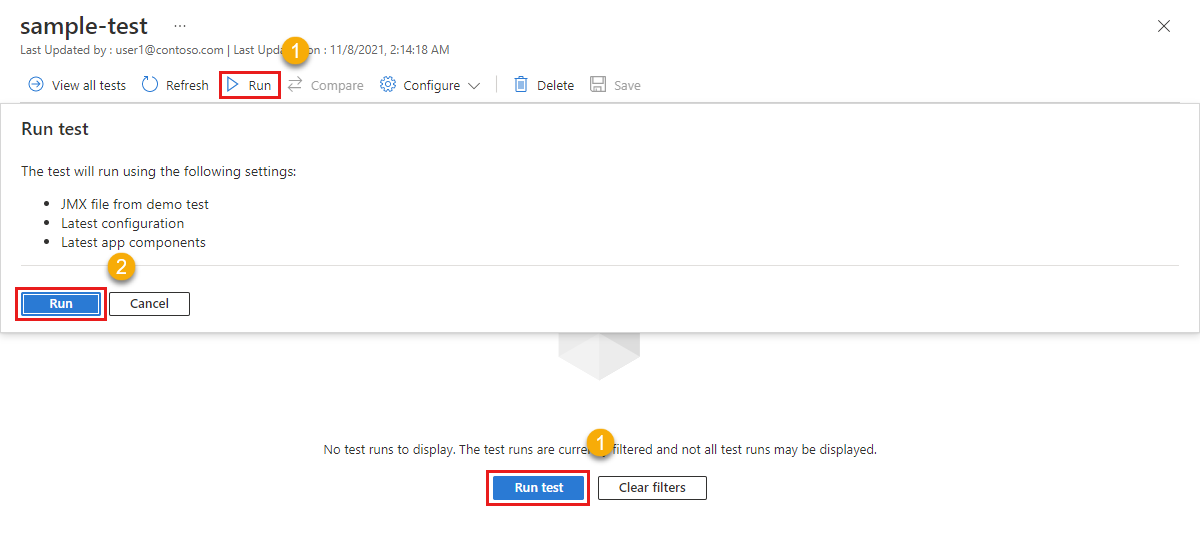 sample-test ...
1
Last Updated by : user1@contoso.com | Last Upda on : 11/8/2021, 2:14:18 AM
View all tests Refresh Run Compare Configure Delete Save
Run test
The test will run using the following settings:
• JMX file from demo test
• Latest configuration
• Latest app components
2
Run Cancel
1
No test runs to display. The test runs are curre filtered and not all test runs may be displayed.
Run test Clear filters